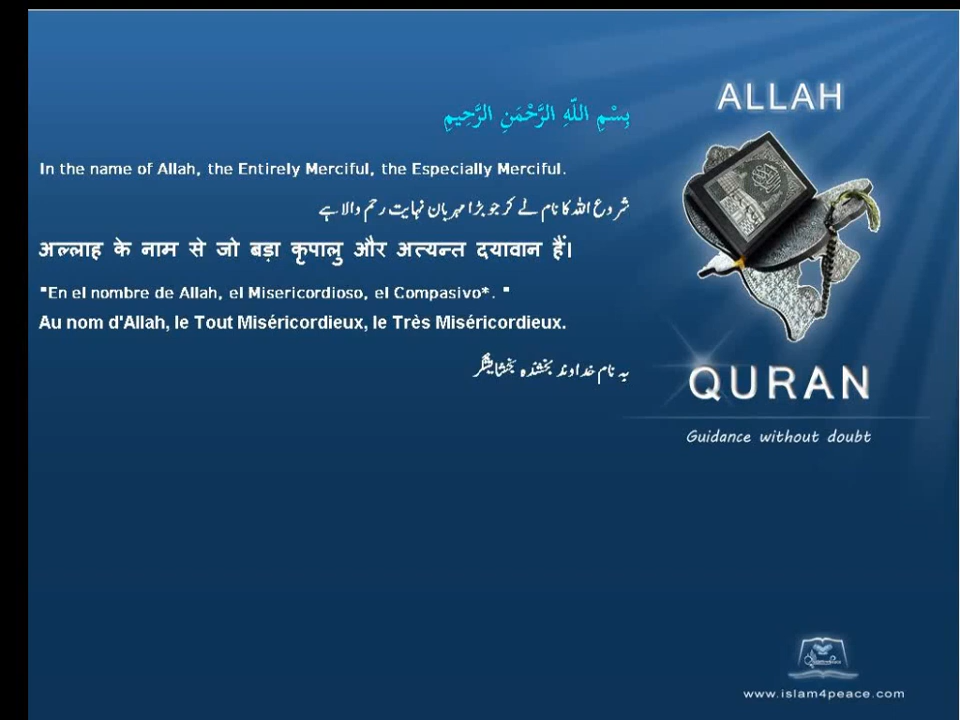 بِسْمِ اللَّهِ الرَّحْمَنِ الرَّحِيمِ
In the name of Allah, the Entirely Merciful, the Especially Merciful.
شروع اللہ کا نام لے کر جو بڑا مہربان نہایت رحم والا ہے
अल्लाह के नाम से जो बड़ा कृपालु और अत्यन्त दयावान हैं।
"En el nombre de Allah, el Misericordioso, el Compasivo*. "
Au nom d'Allah, le Tout Miséricordieux, le Très Miséricordieux.
به نام خداوند بخشنده بخشایشگر
ALLAH
QURAN
Guidance without doubt
www.islam4peace.com